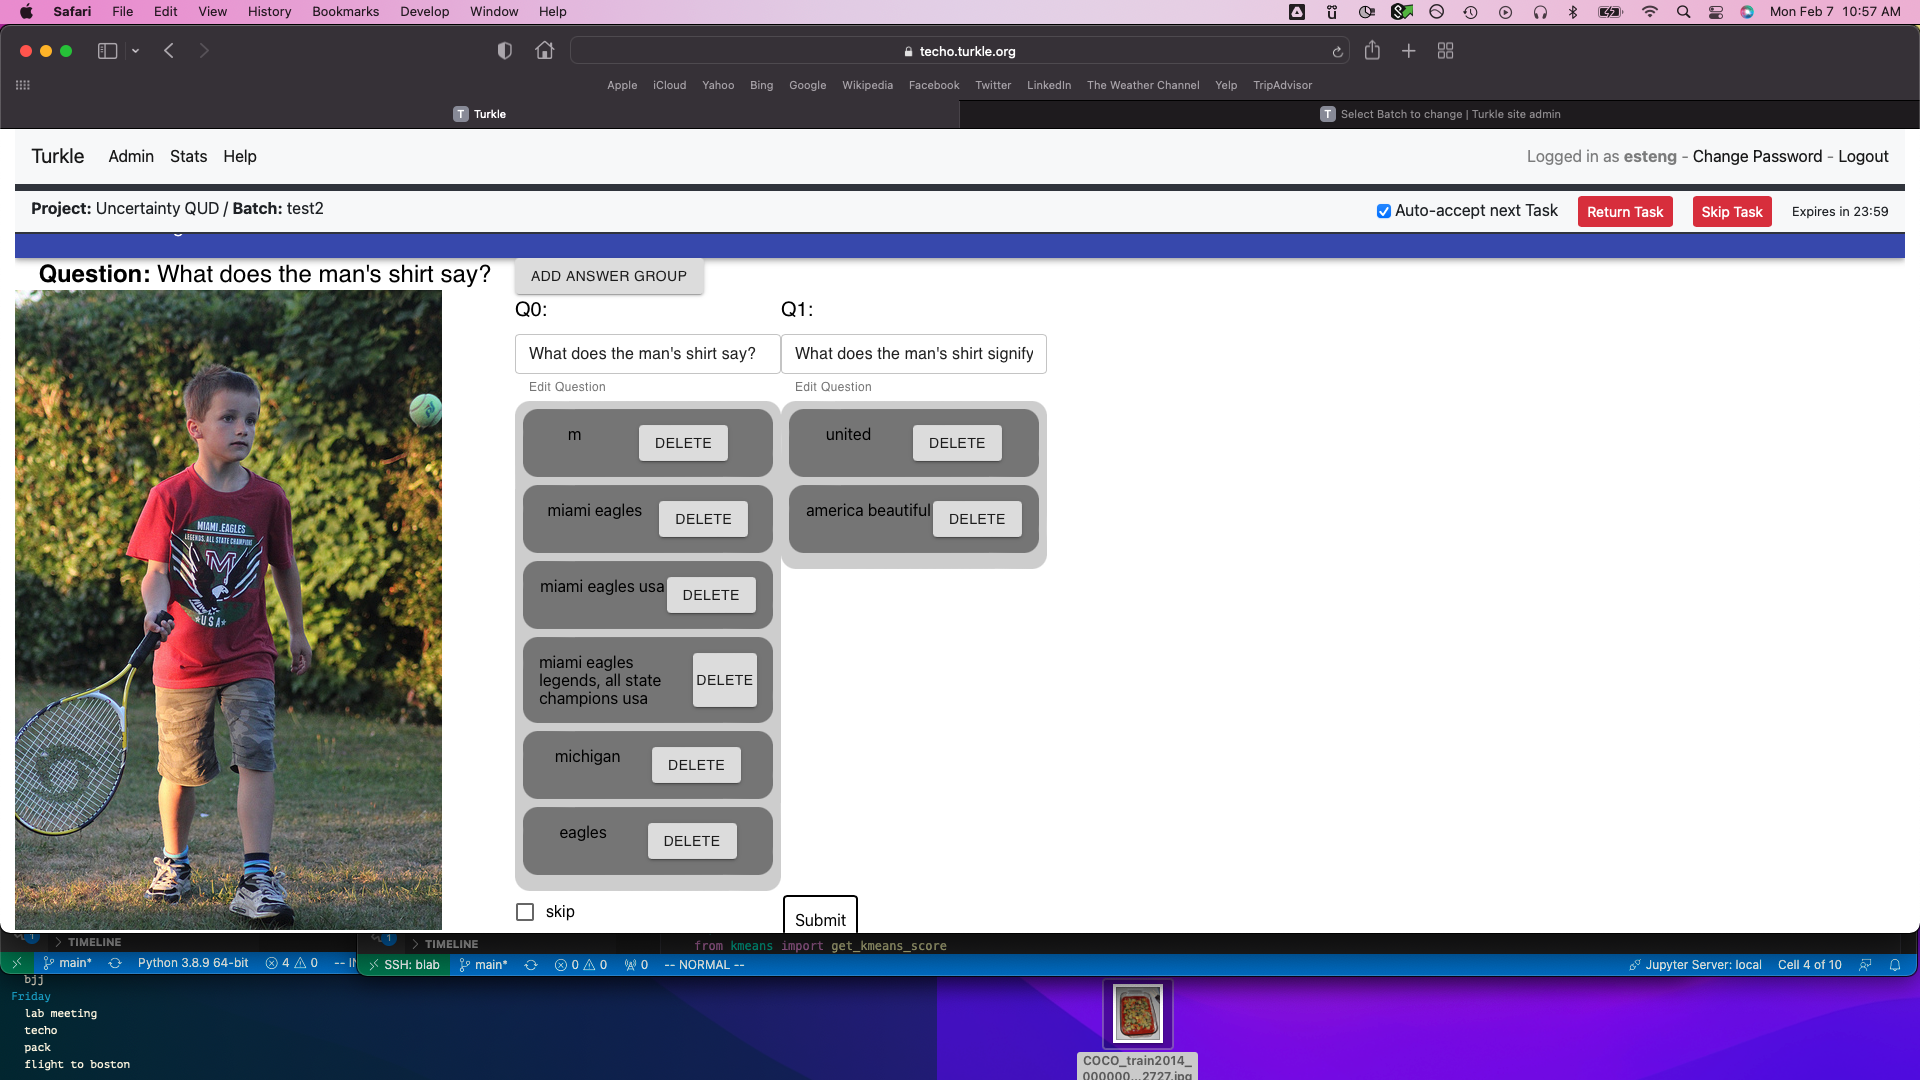 Safari File Edit View History Bookmarks Develop Window Help
Mon Feb 7 10:57 AM
techo.turkle.org
Apple iCloud Yahoo Bing Google Wikipedia Facebook Twitter LinkedIn The Weather Channel Yelp TripAdvisor
T Turkle
T Select Batch to change | Turkle site admin
Turkle Admin Stats Help
Logged in as esteng - Change Password - Logout
Project: Uncertainty QUD / Batch: test2
Auto-accept next Task Return Task Skip Task Expires in 23:59
Question: What does the man's shirt say?
MIAMI.EAGLES
LEGENDS, ALL STATE CHAMPIONS
M
USA
ADD ANSWER GROUP
Q0:
What does the man's shirt say?
Edit Question
m DELETE
miami eagles DELETE
miami eagles usa DELETE
miami eagles
legends, all state
champions usa
DELETE
michigan DELETE
eagles DELETE
skip
Q1:
What does the man's shirt signify
Edit Question
united DELETE
america beautiful DELETE
Submit
1 TIMELINE
1 TIMELINE
from kmeans import get_kmeans_score
main* Python 3.8.9 64-bit 4 0 -- IN
SSH: blab main* 0 0 0 -- NORMAL --
Jupyter Server: local Cell 4 of 10
bjj
Friday
lab meeting
techo
pack
flight to boston
COCO_train2014_
000000...2727.jpg